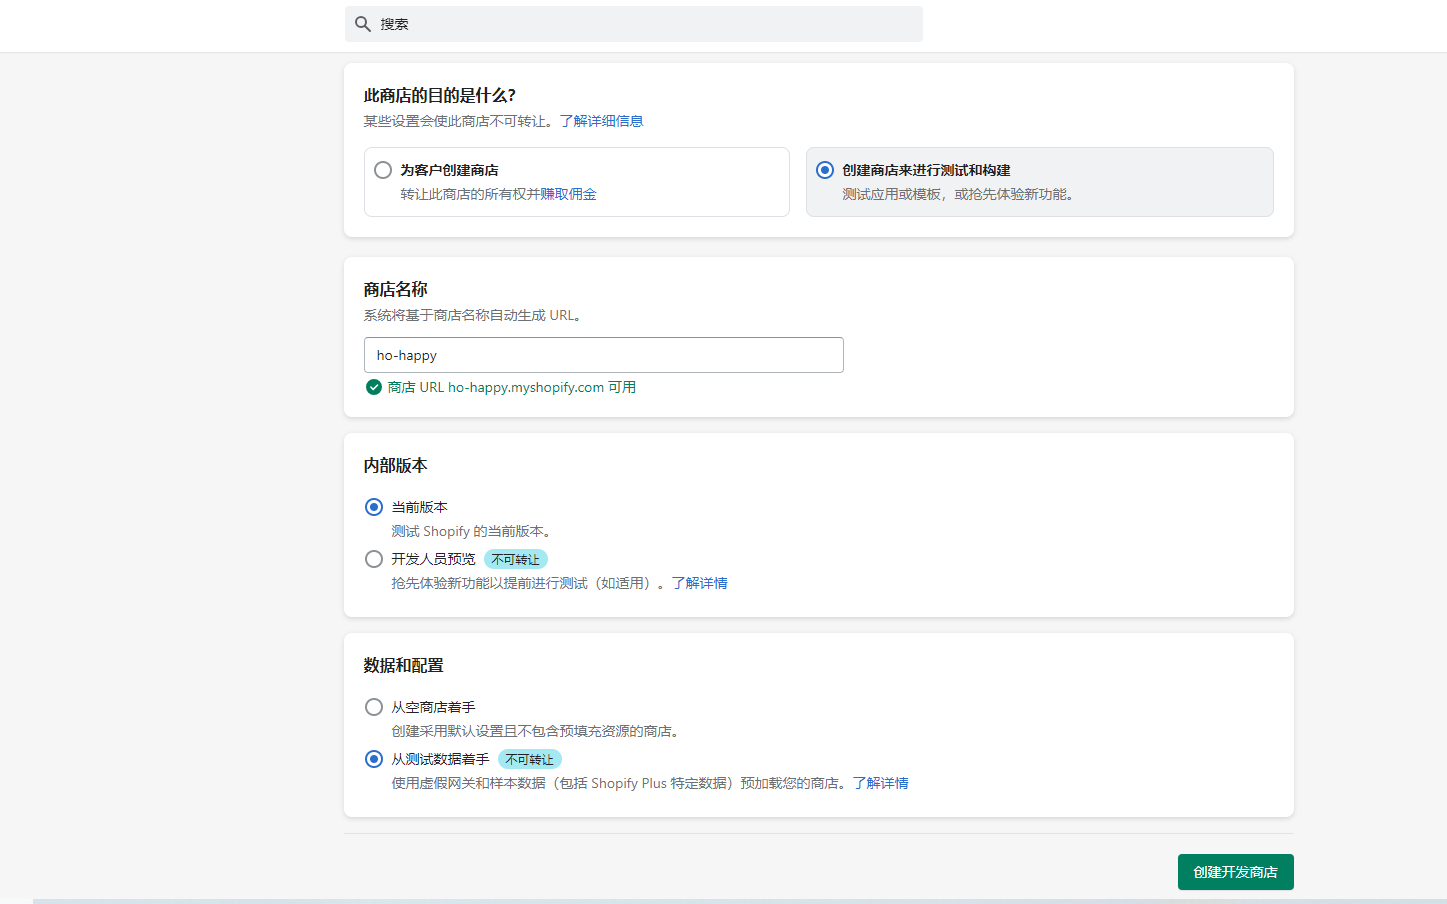 搜索
此商店的目的是什么?
某些设置会使此商店不可转让。了解详细信息
为客户创建商店
转让此商店的所有权并赚取佣金
创建商店来进行测试和构建
测试应用或模板，或抢先体验新功能。
商店名称
系统将基于商店名称自动生成 URL。
ho-happy
商店 URL ho-happy.myshopify.com 可用
内部版本
当前版本
测试 Shopify 的当前版本。
开发人员预览 不可转让
抢先体验新功能以提前进行测试（如适用）。了解详情
数据和配置
从空商店着手
创建采用默认设置且不包含预填充资源的商店。
从测试数据着手 不可转让
使用虚假网关和样本数据（包括 Shopify Plus 特定数据）预加载您的商店。了解详情
创建开发商店